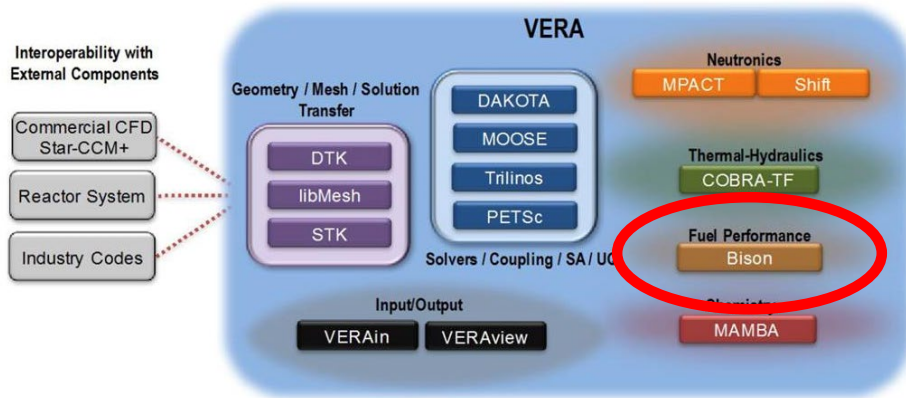 VERA
Interoperability with
External Components
Commercial CFD
Star-CCM+
Reactor System
Industry Codes
Geometry / Mesh / Solution
Transfer
DTK
libMesh
STK
DAKOTA
MOOSE
Trilinos
PETSc
Solvers / Coupling / SA / UQ
Input/Output
VERAin
VERAview
Neutronics
MPACT
Shift
Thermal-Hydraulics
COBRA-TF
Fuel Performance
Bison
Chemistry
MAMBA